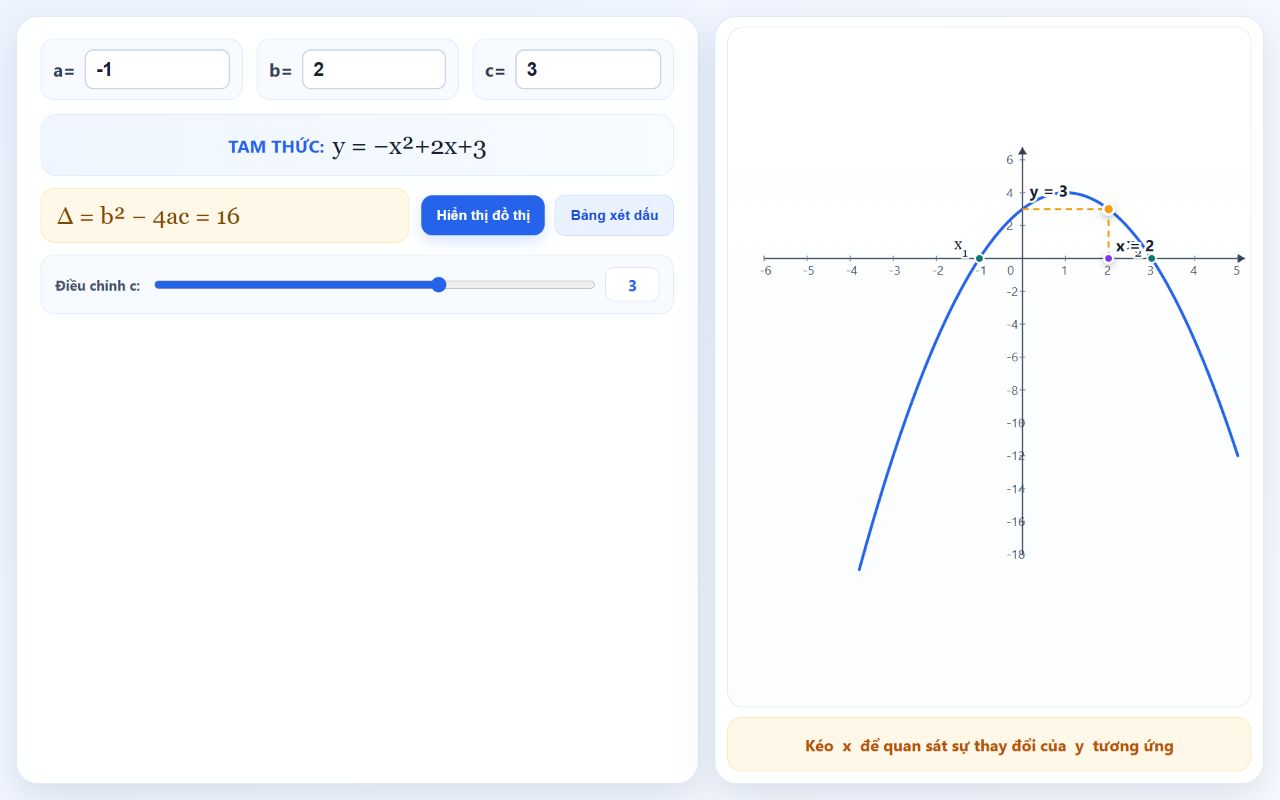 a= -1 b= 2 c= 3
TAM THỨC: y = −x²+2x+3
Δ = b² − 4ac = 16
Hiển thị đồ thị
Bảng xét dấu
Điều chỉnh c: 3
6
4
y = 3
2
x₁
x = 2
-6 -5 -4 -3 -2 -1 0 1 2 3 4 5
-2
-4
-6
-8
-10
-12
-14
-16
-18
Kéo x để quan sát sự thay đổi của y tương ứng